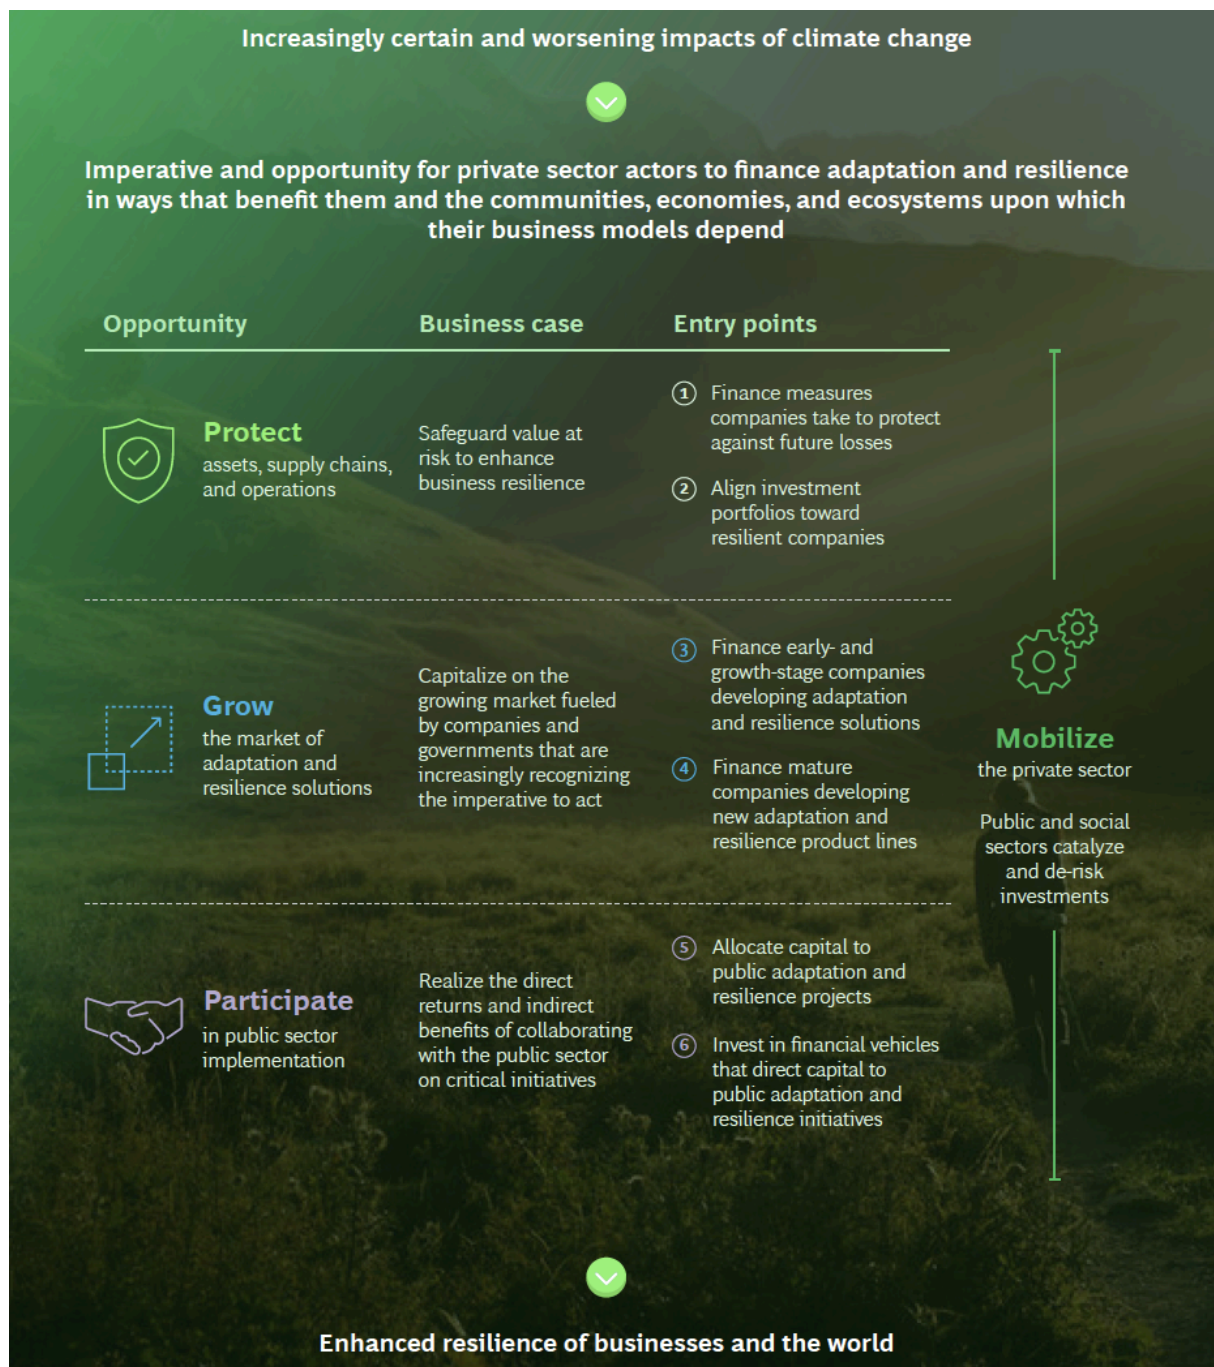 Increasingly certain and worsening impacts of climate change
Imperative and opportunity for private sector actors to finance adaptation and resilience
in ways that benefit them and the communities, economies, and ecosystems upon which
their business models depend
Opportunity
Business case
Entry points
Protect
assets, supply chains,
and operations
Safeguard value at
risk to enhance
business resilience
1 Finance measures
companies take to protect
against future losses
2 Align investment
portfolios toward
resilient companies
Grow
the market of
adaptation and
resilience solutions
Capitalize on the
growing market fueled
by companies and
governments that are
increasingly recognizing
the imperative to act
3 Finance early- and
growth-stage companies
developing adaptation
and resilience solutions
4 Finance mature
companies developing
new adaptation and
resilience product lines
Participate
in public sector
implementation
Realize the direct
returns and indirect
benefits of collaborating
with the public sector
on critical initiatives
5 Allocate capital to
public adaptation and
resilience projects
6 Invest in financial vehicles
that direct capital to
public adaptation and
resilience initiatives
Mobilize
the private sector
Public and social
sectors catalyze
and de-risk
investments
Enhanced resilience of businesses and the world